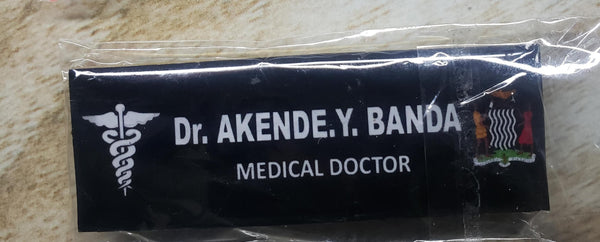 Dr. AKENDE.Y. BANDA
MEDICAL DOCTOR